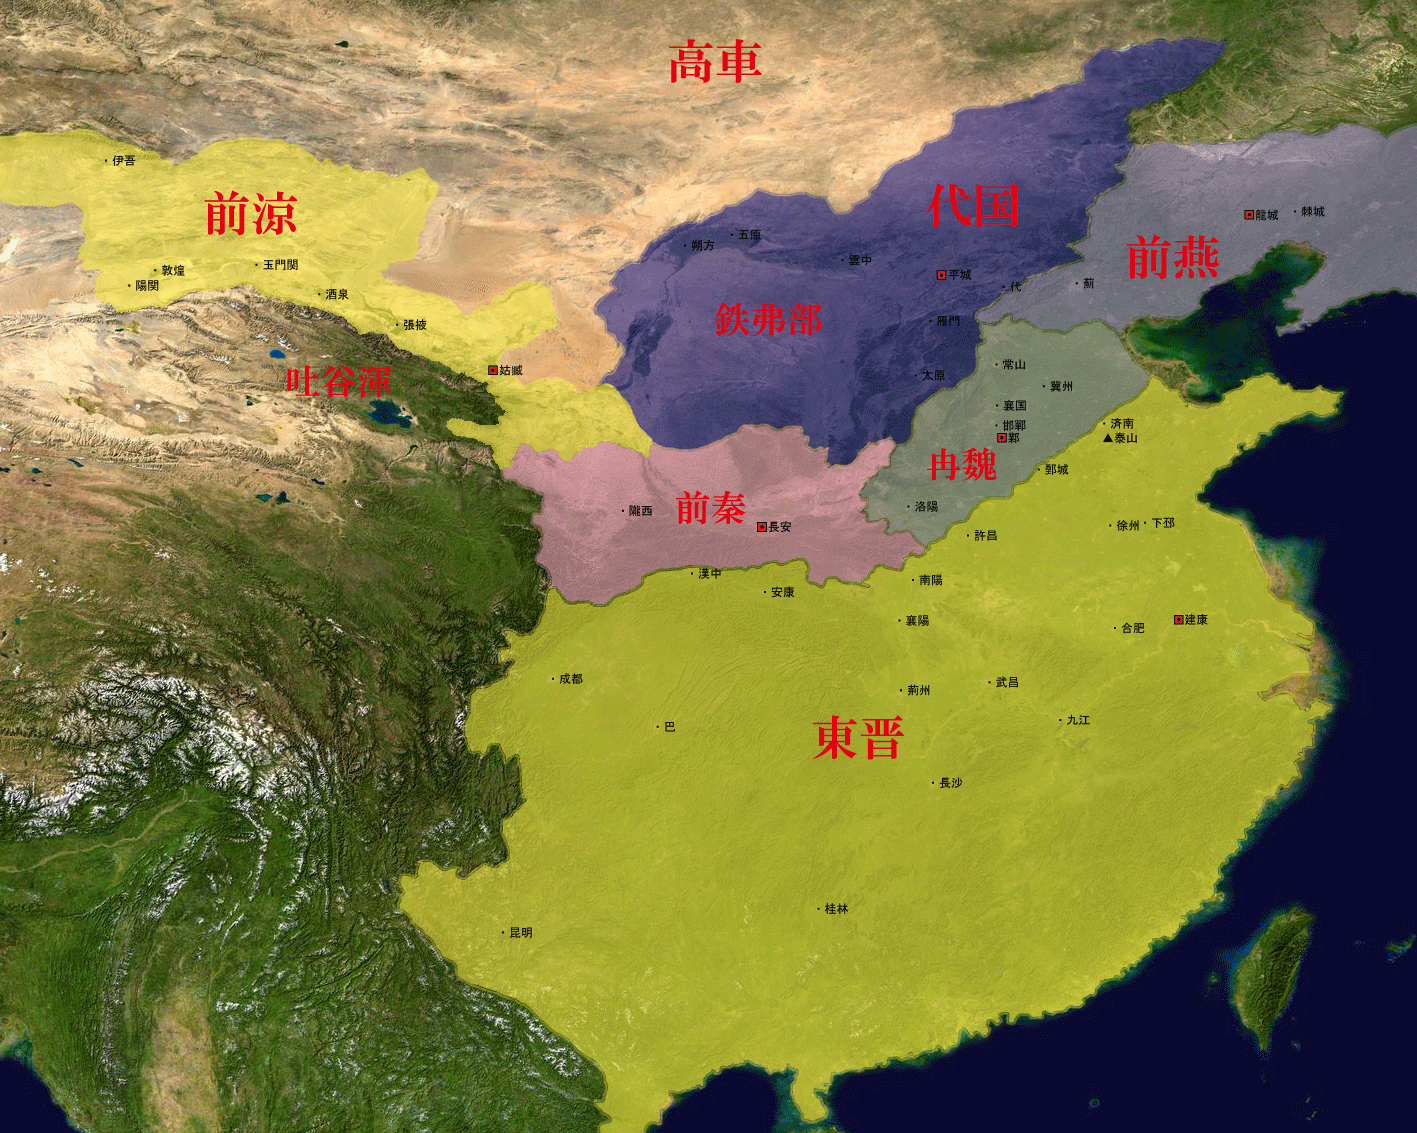 高車
伊吾
前涼
代国
龍城
棘城
五原
朔方
前燕
雲中
玉門関
敦煌
平城
陽関
代
薊
酒泉
鉄弗部
雁門
張掖
常山
姑臧
太原
吐谷渾
冀州
襄国
済南
邯鄲
鄴
泰山
冉魏
鄄城
前秦
隴西
洛陽
長安
徐州
下邳
許昌
漢中
南陽
安康
襄陽
建康
合肥
成都
武昌
荊州
九江
巴
東晋
長沙
桂林
昆明